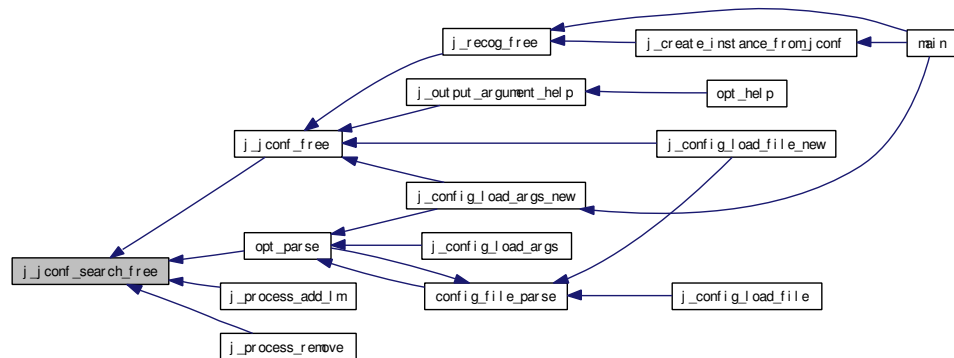 j_recog_free
j_create_instance_from_jconf
main
j_output_argument_help
opt_help
j_jconf_free
j_config_load_file_new
j_config_load_args_new
opt_parse
j_config_load_args
j_jconf_search_free
j_process_add_lm
config_file_parse
j_config_load_file
j_process_remove